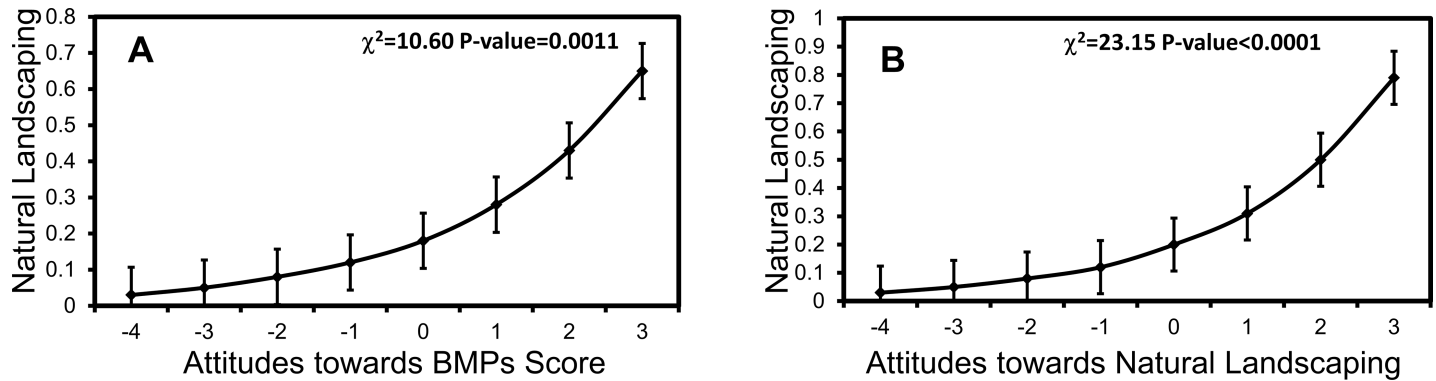 A
χ²=10.60 P-value=0.0011
Natural Landscaping
0.8
0.7
0.6
0.5
0.4
0.3
0.2
0.1
0
-4 -3 -2 -1 0 1 2 3
Attitudes towards BMPs Score
B
χ²=23.15 P-value<0.0001
Natural Landscaping
1
0.9
0.8
0.7
0.6
0.5
0.4
0.3
0.2
0.1
0
-4 -3 -2 -1 0 1 2 3
Attitudes towards Natural Landscaping